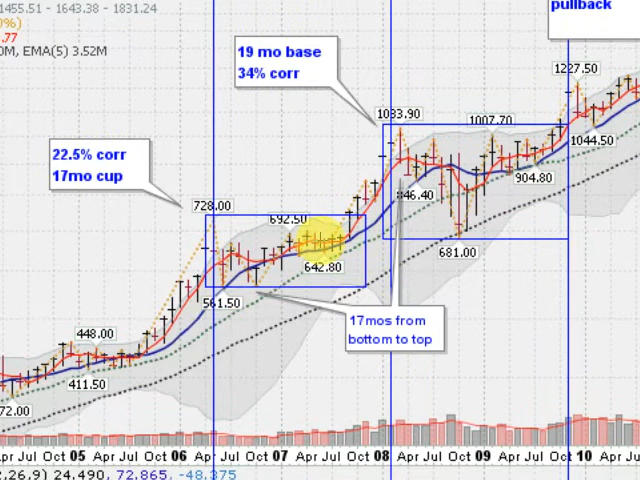 1455.51 - 1643.38 - 1831.24
0%)
.77
0M, EMA(5) 3.52M
pullback
19 mo base
34% corr
22.5% corr
17mo cup
17mos from
bottom to top
1227.50
1033.90
1007.70
1044.50
904.80
846.40
681.00
728.00
692.50
642.80
561.50
448.00
411.50
72.00
Apr Jul Oct 05 Apr Jul Oct 06 Apr Jul Oct 07 Apr Jul Oct 08 Apr Jul Oct 09 Apr Jul Oct 10 Apr Ju
2,26,9) 24.490, 72.865, -48.375